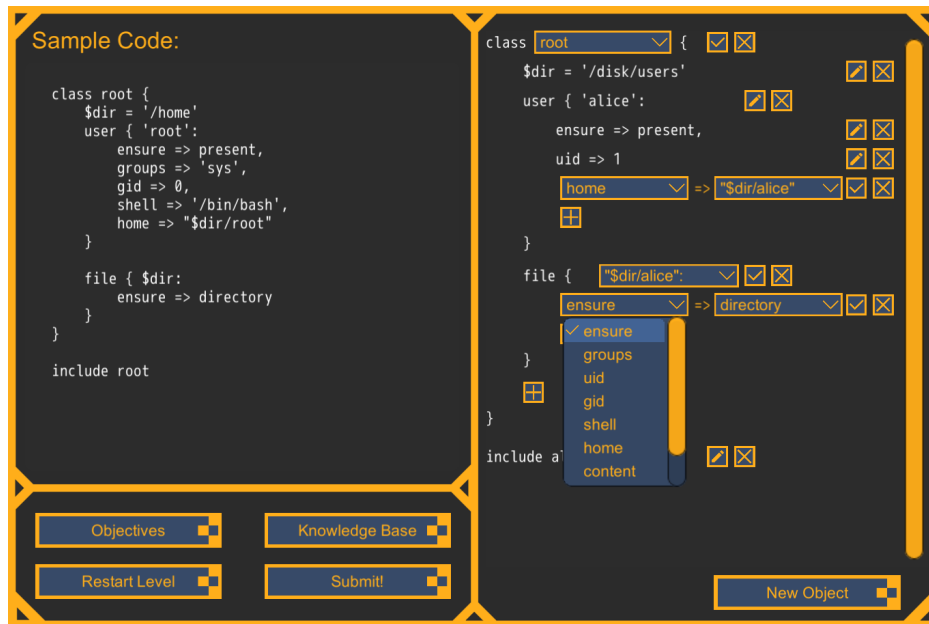 Sample Code:
class root {
$dir = '/home'
user { 'root':
ensure => present,
groups => 'sys',
gid => 0,
shell => '/bin/bash',
home => "$dir/root"
}
file { $dir:
ensure => directory
}
}
include root
Objectives
Knowledge Base
Restart Level
Submit!
class root {
$dir = '/disk/users'
user { 'alice':
ensure => present,
uid => 1
home => "$dir/alice"
}
file { "$dir/alice":
ensure => directory
ensure
groups
uid
gid
shell
home
content
}
}
include
New Object